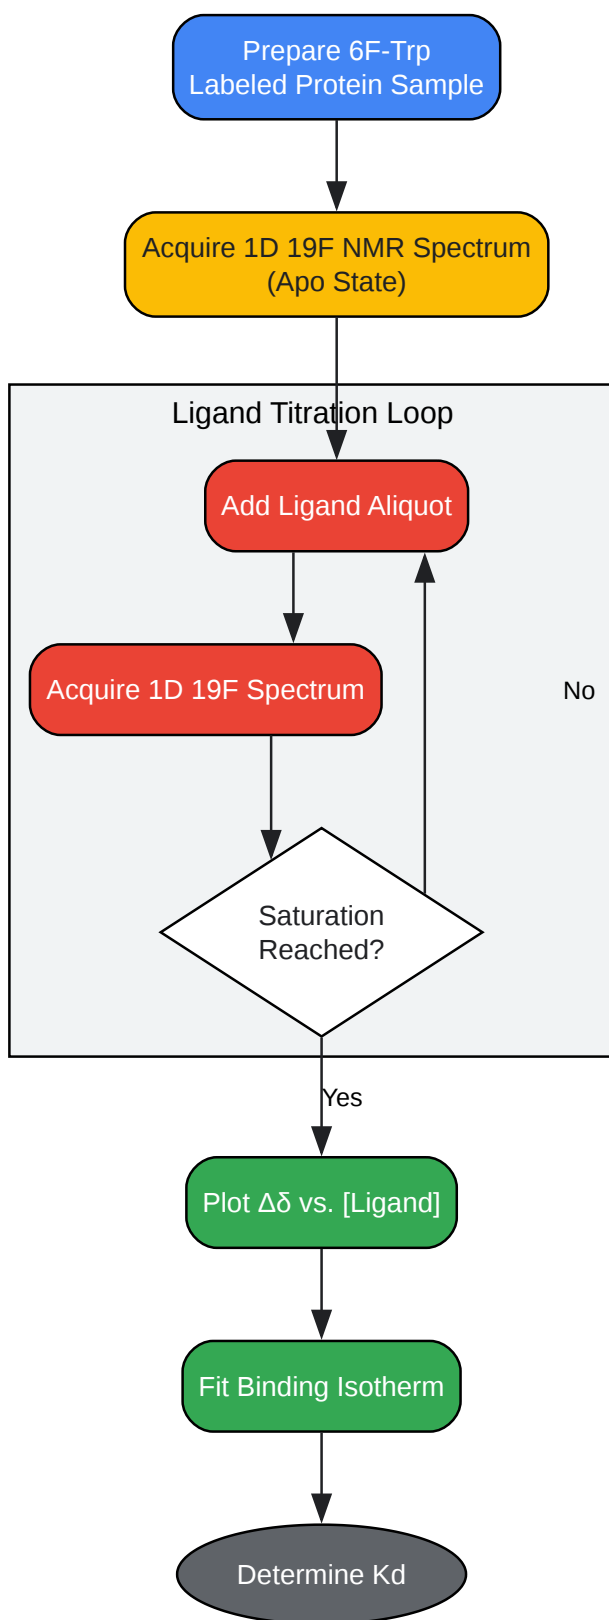 Prepare 6F-Trp
Labeled Protein Sample
Acquire 1D 19F NMR Spectrum
(Apo State)
Ligand Titration Loop
Add Ligand Aliquot
Acquire 1D 19F Spectrum
No
Saturation
Reached?
Yes
Plot Δδ vs. [Ligand]
Fit Binding Isotherm
Determine Kd